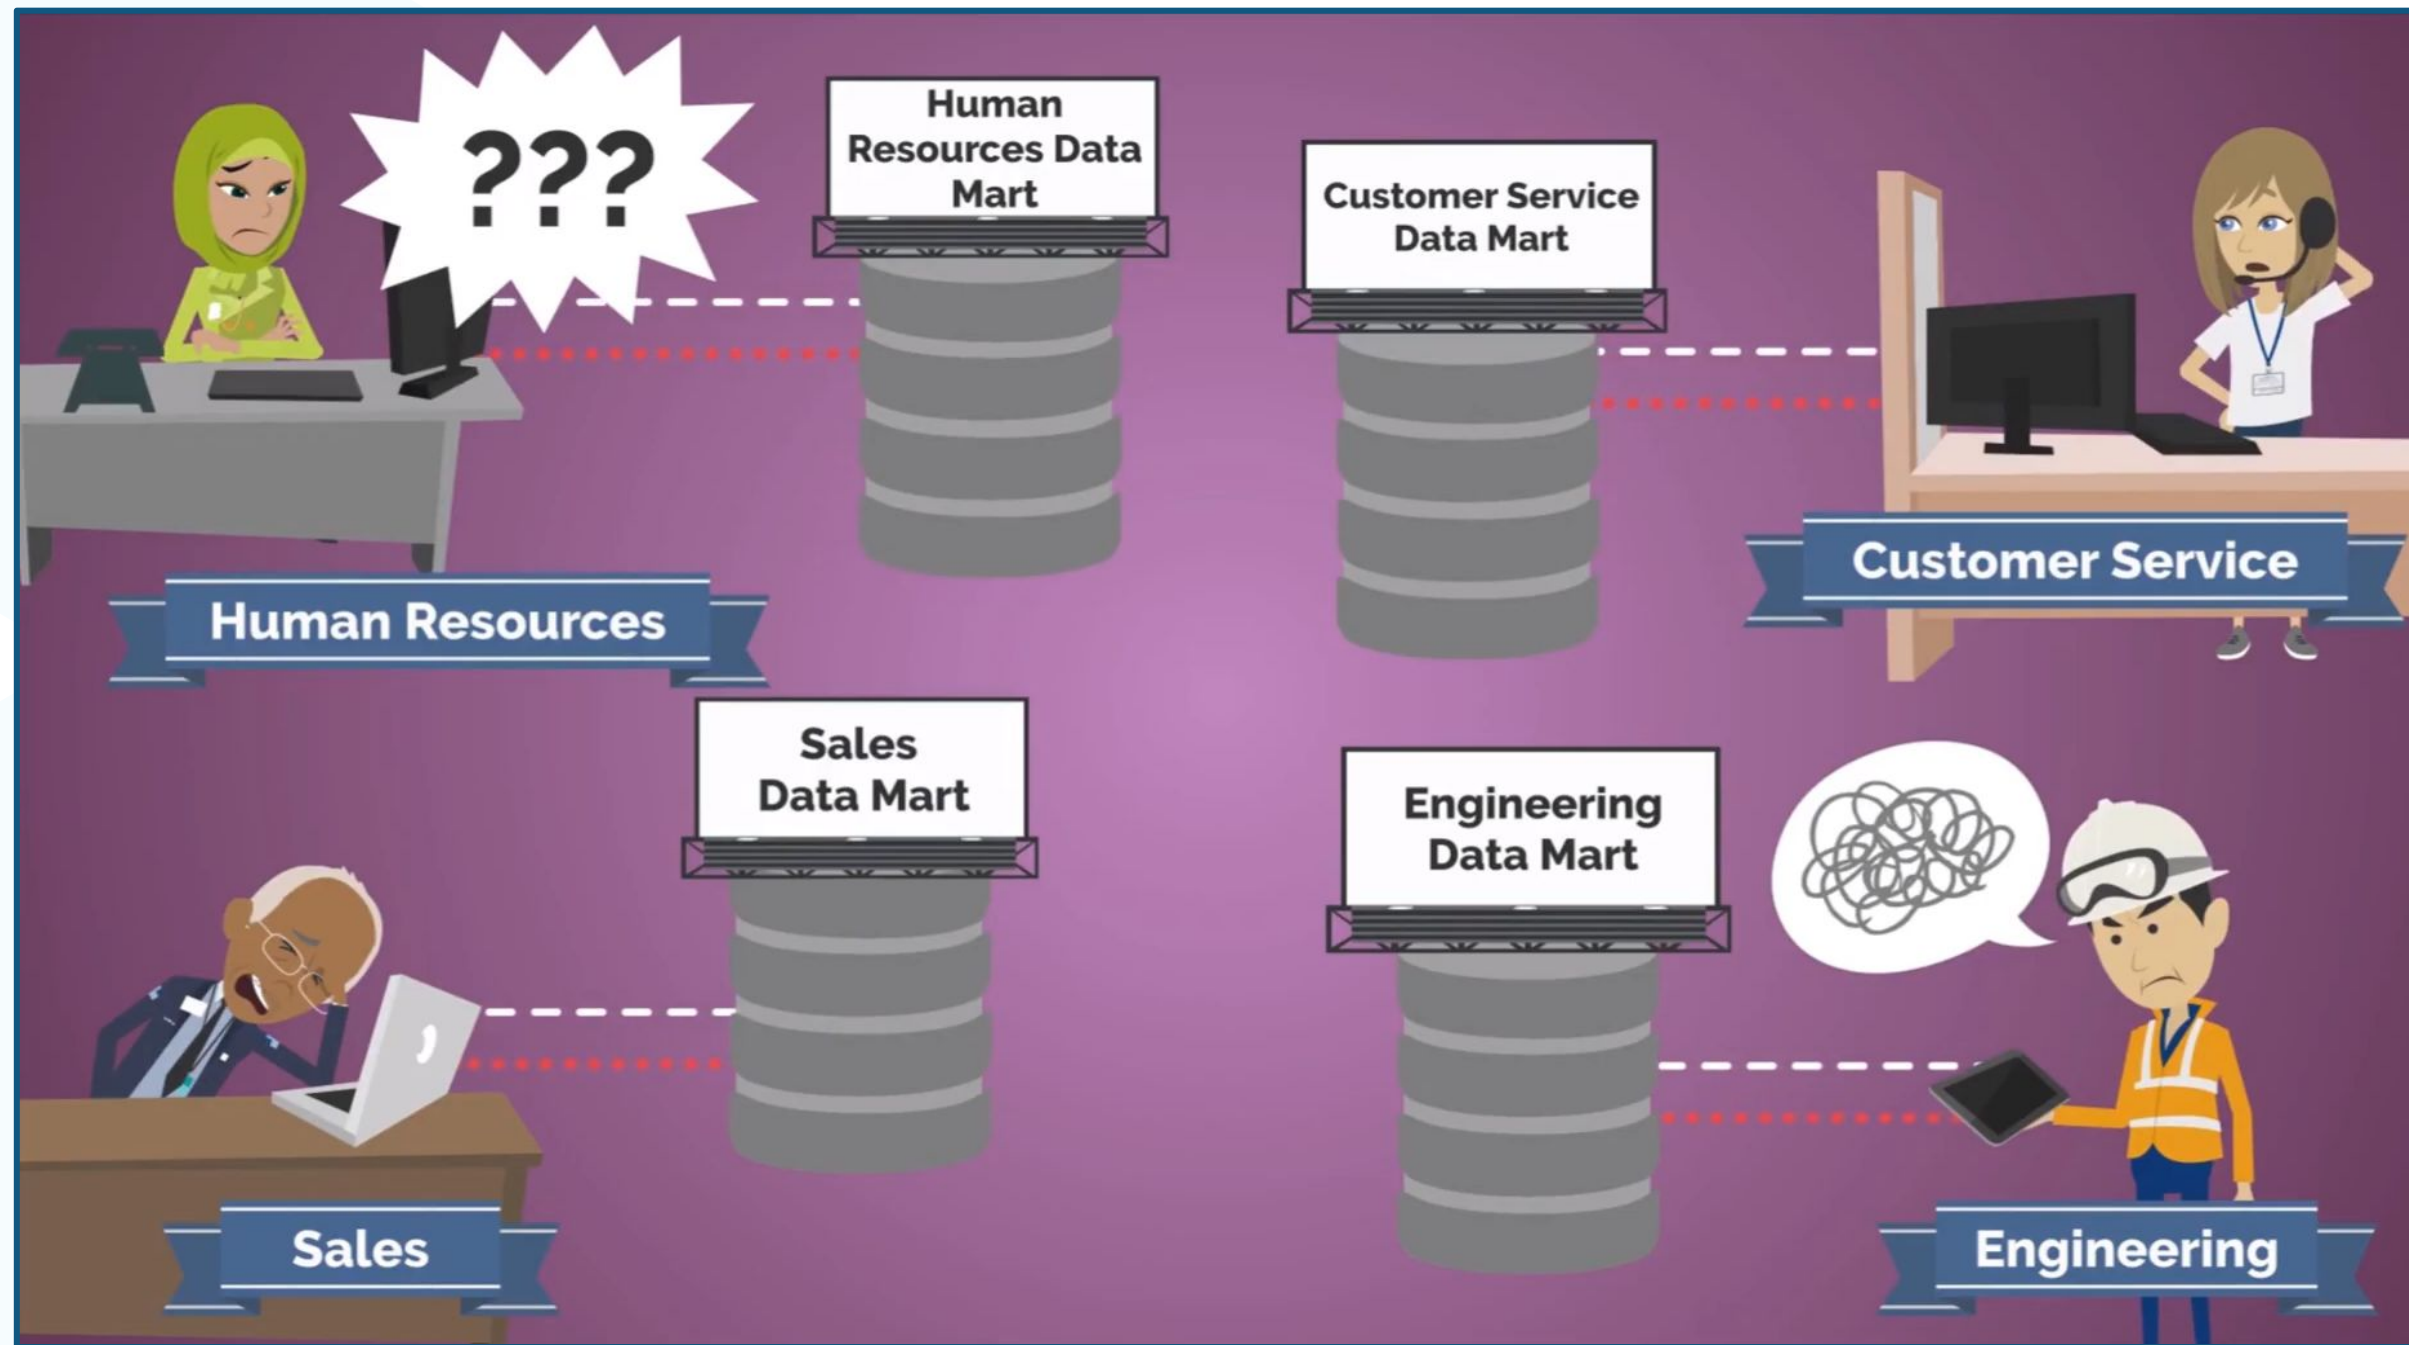 ???
Human
Resources Data
Mart
Customer Service
Data Mart
Human Resources
Customer Service
Sales
Data Mart
Engineering
Data Mart
Sales
Engineering